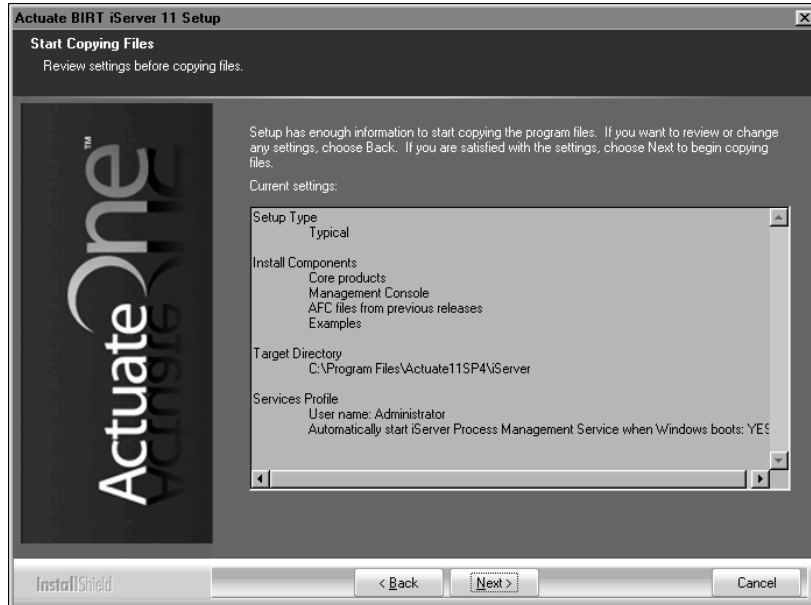 Actuate BIRT iServer 11 Setup
Start Copying Files
Review settings before copying files.
Setup has enough information to start copying the program files. If you want to review or change
any settings, choose Back. If you are satisfied with the settings, choose Next to begin copying
files.
Current settings:
Setup Type
Typical
Install Components
Core products
Management Console
AFC files from previous releases
Examples
Target Directory
C:\Program Files\Actuate11SP4\iServer
Services Profile
User name: Administrator
Automatically start iServer Process Management Service when Windows boots: YES
ActuateOne™
InstallShield
< Back
Next >
Cancel